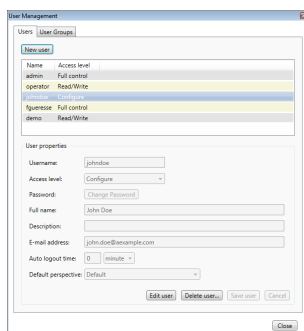 User Management
Users User Groups
New user
Name Access level
admin Full control
operator Read/Write
johndoe Configure
fgueresse Full control
demo Read/Write
User properties
Username: johndoe
Access level: Configure
Password: Change Password
Full name: John Doe
Description:
E-mail address: john.doe@aexample.com
Auto logout time: 0 minute
Default perspective: Default
Edit user Delete user... Save user Cancel
Close